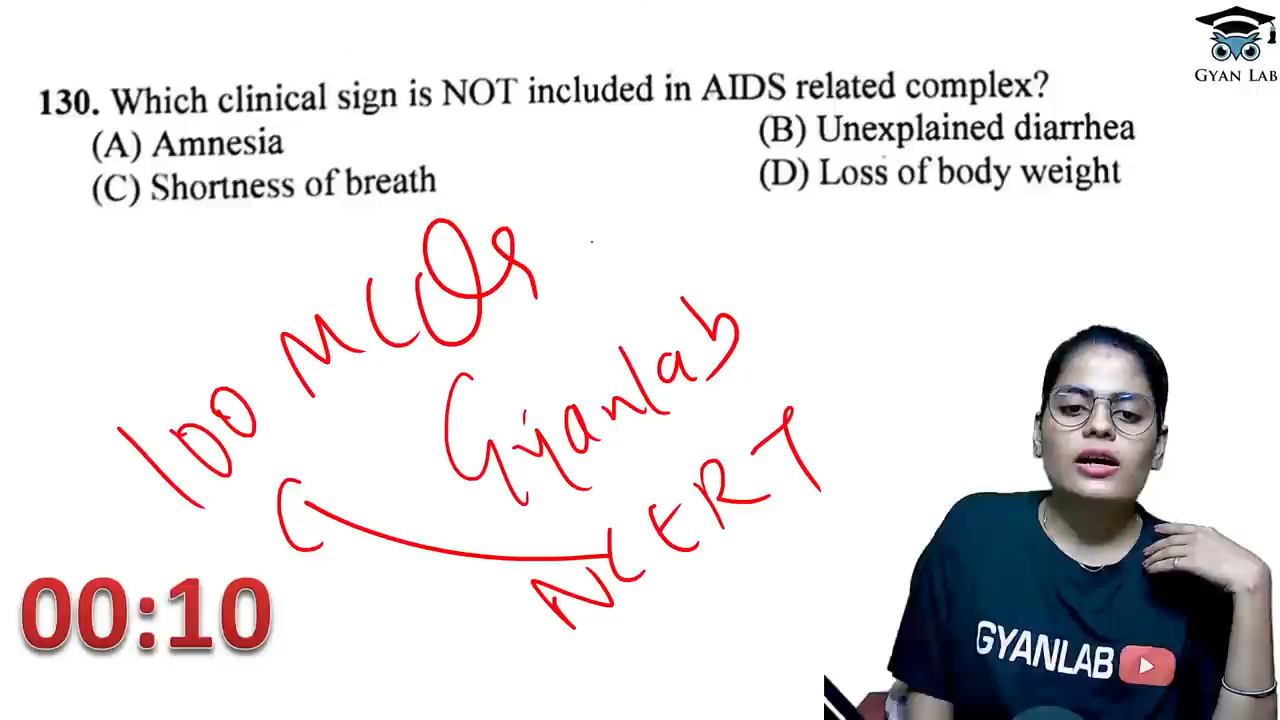 GYAN LAB
130. Which clinical sign is NOT included in AIDS related complex?
(A) Amnesia
(B) Unexplained diarrhea
(C) Shortness of breath
(D) Loss of body weight
100 MCQs
Gyanlab
NCERT
00:10
GYANLAB